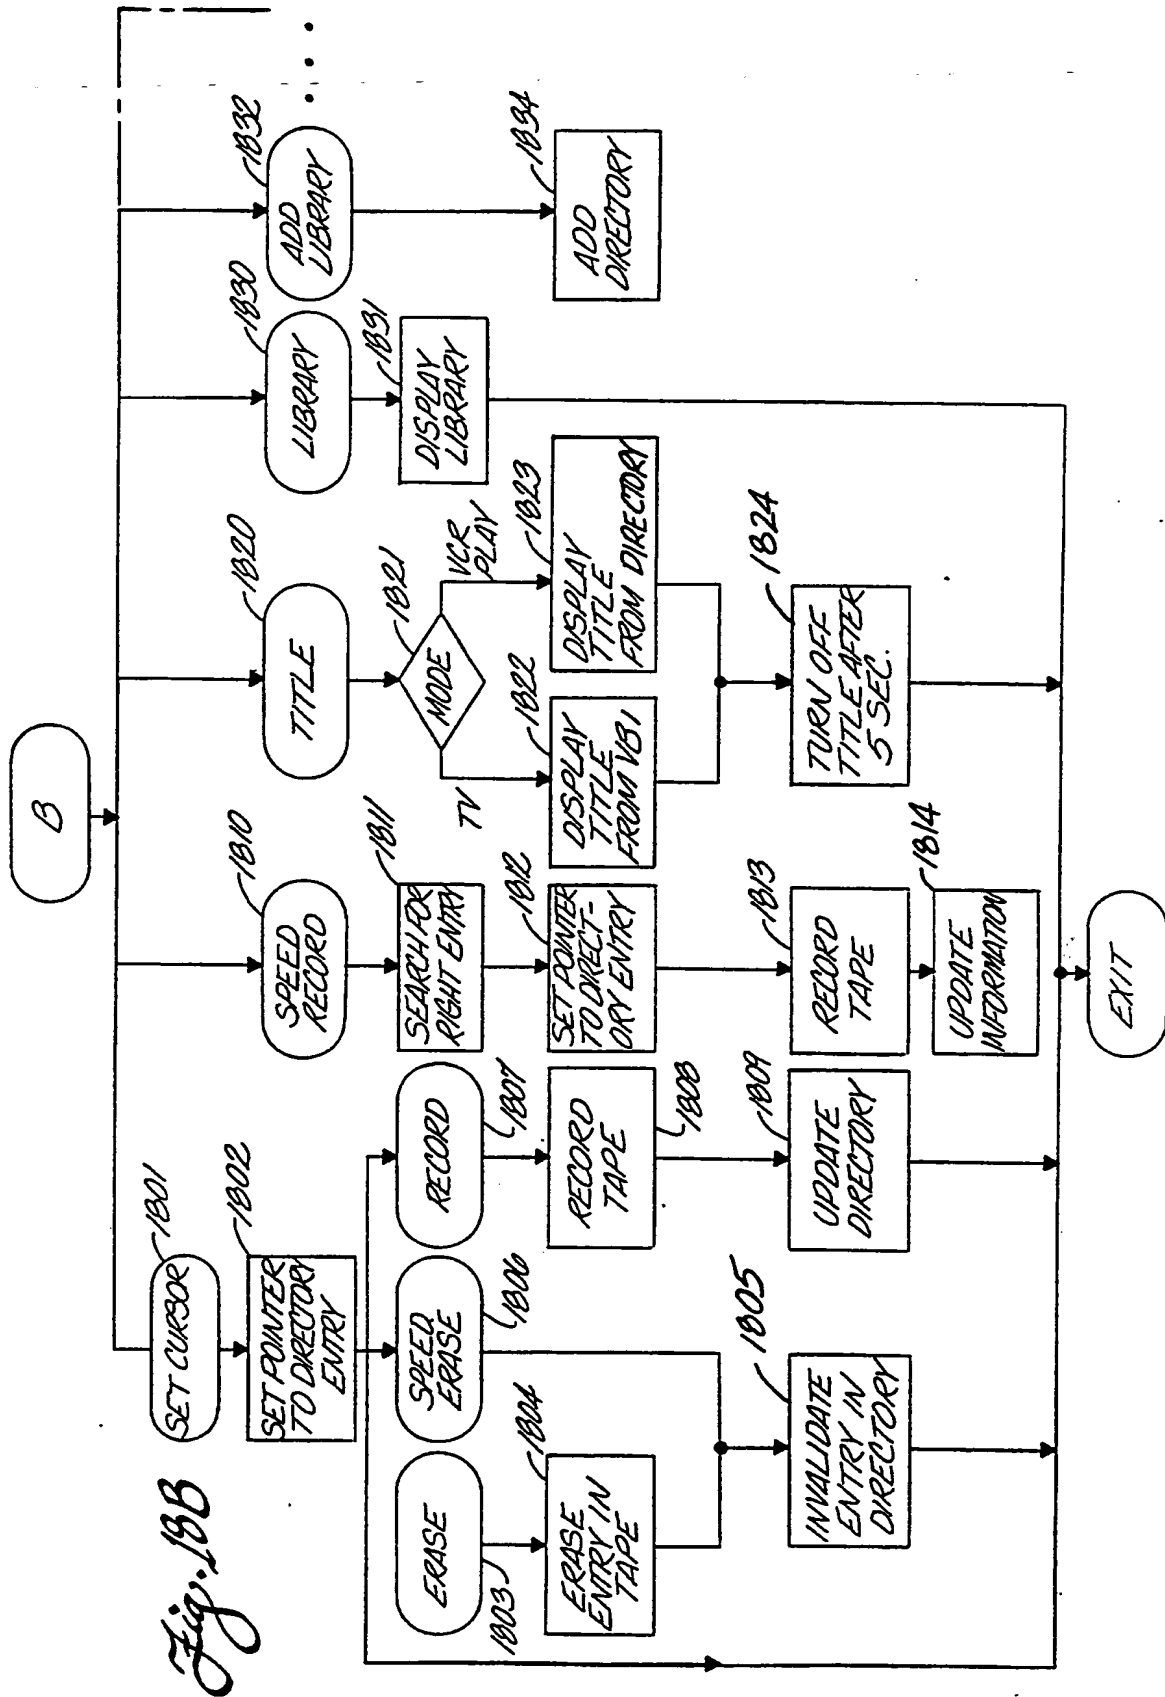 Fig. 18B
B
SET CURSOR
1801
SET POINTER
TO DIRECTORY
ENTRY
1802
ERASE
1803
ERASE
ENTRY IN
TAPE
1804
INVALIDATE
ENTRY IN
DIRECTORY
1805
SPEED
ERASE
1806
RECORD
1807
RECORD
TAPE
1808
UPDATE
DIRECTORY
1809
SPEED
RECORD
1810
SEARCH FOR
RIGHT ENTRY
1811
SET POINTER
TO DIRECT-
ORY ENTRY
1812
RECORD
TAPE
1813
UPDATE
INFORMATION
1814
TITLE
1820
MODE
1821
TV
VCR
PLAY
DISPLAY
TITLE
FROM VBI
1822
DISPLAY
TITLE
FROM DIRECTORY
1823
TURN OFF
TITLE AFTER
5 SEC.
1824
LIBRARY
1830
DISPLAY
LIBRARY
1831
ADD
LIBRARY
1832
ADD
DIRECTORY
1834
EXIT